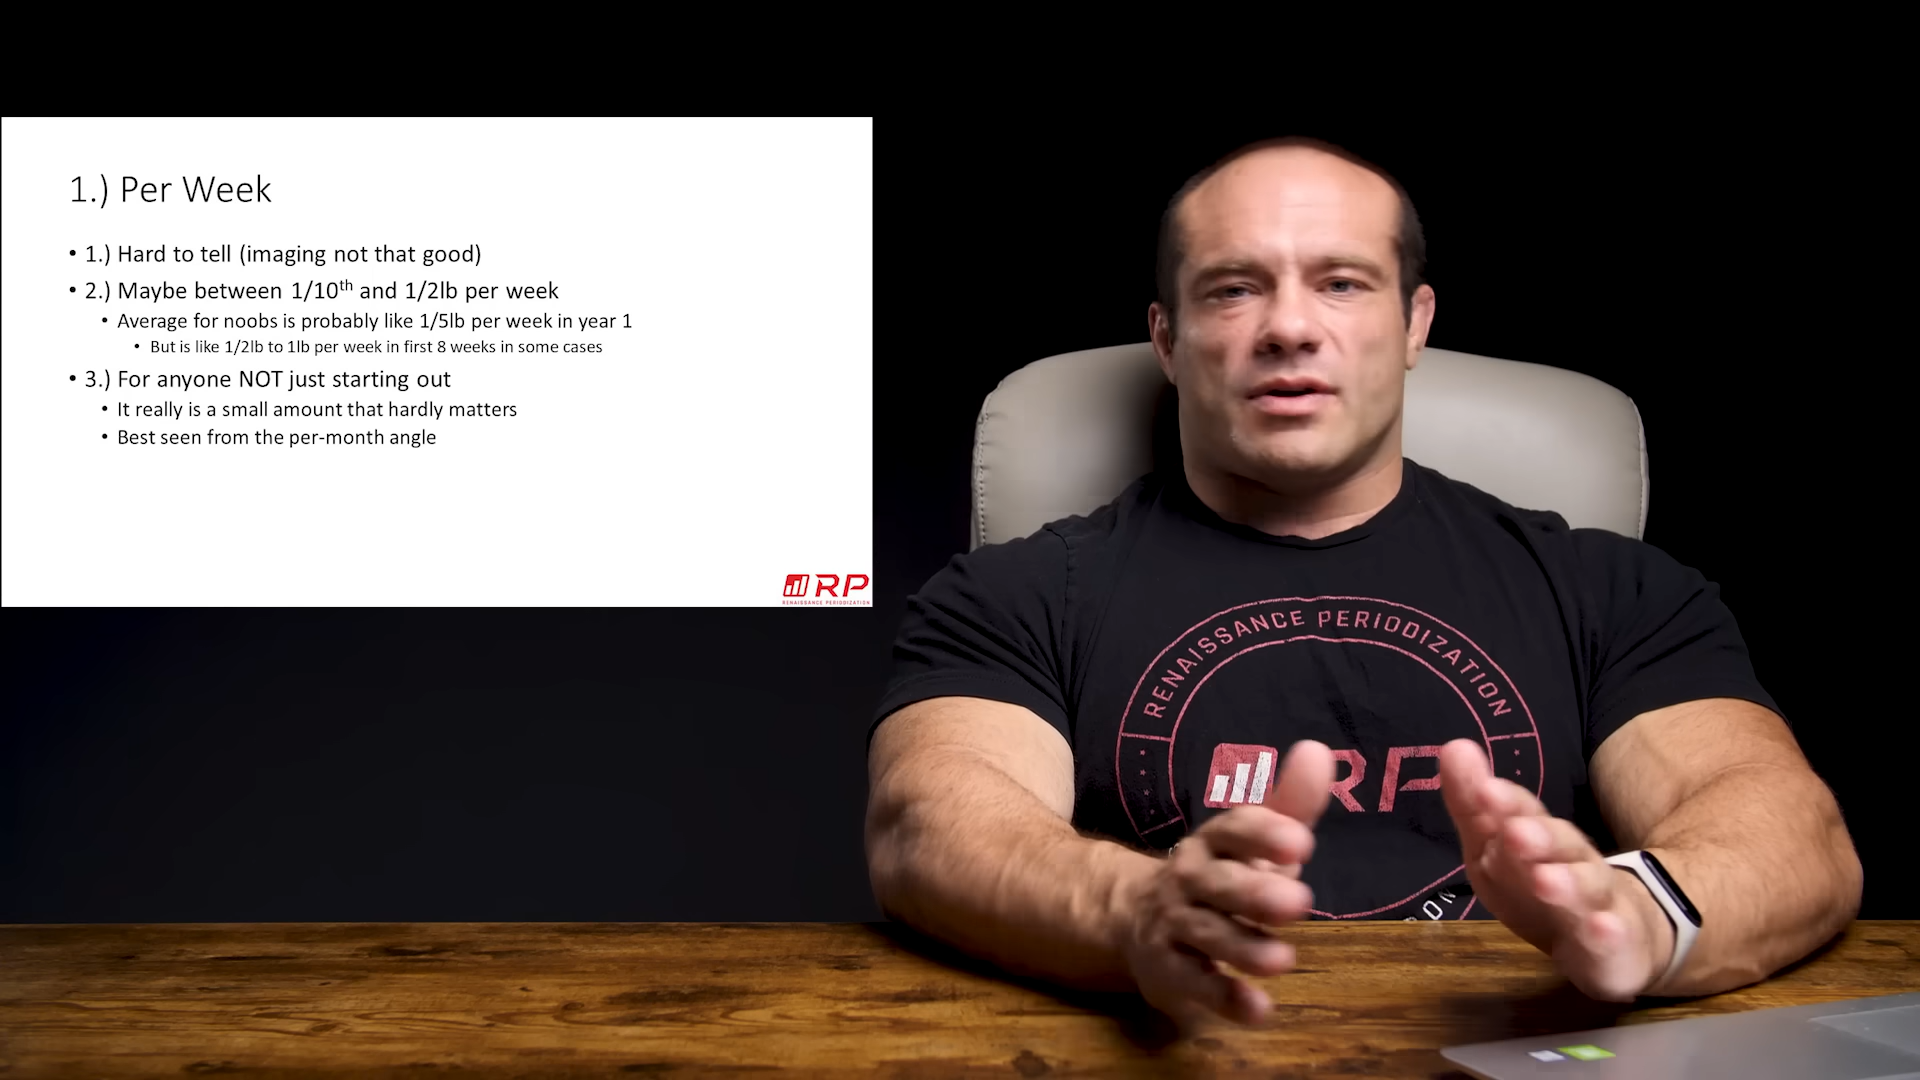 1.) Per Week
• 1.) Hard to tell (imaging not that good)
• 2.) Maybe between 1/10th and 1/2lb per week
• Average for noobs is probably like 1/5lb per week in year 1
• But is like 1/2lb to 1lb per week in first 8 weeks in some cases
• 3.) For anyone NOT just starting out
• It really is a small amount that hardly matters
• Best seen from the per-month angle
RP
RENAISSANCE PERIODIZATION
RENAISSANCE PERIODIZATION
RP